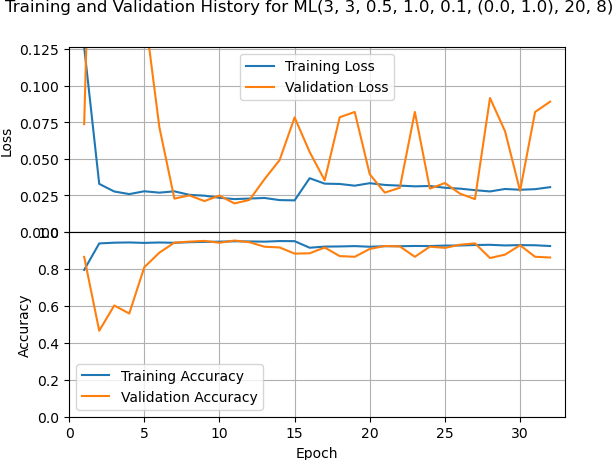 Training and Validation History for ML(3, 3, 0.5, 1.0, 0.1, (0.0, 1.0), 20, 8)
0.125
0.100
0.075
0.050
0.025
0.000
Loss
Training Loss
Validation Loss
1.0
0.8
0.6
0.4
0.2
0.0
Accuracy
Training Accuracy
Validation Accuracy
0 5 10 15 20 25 30
Epoch